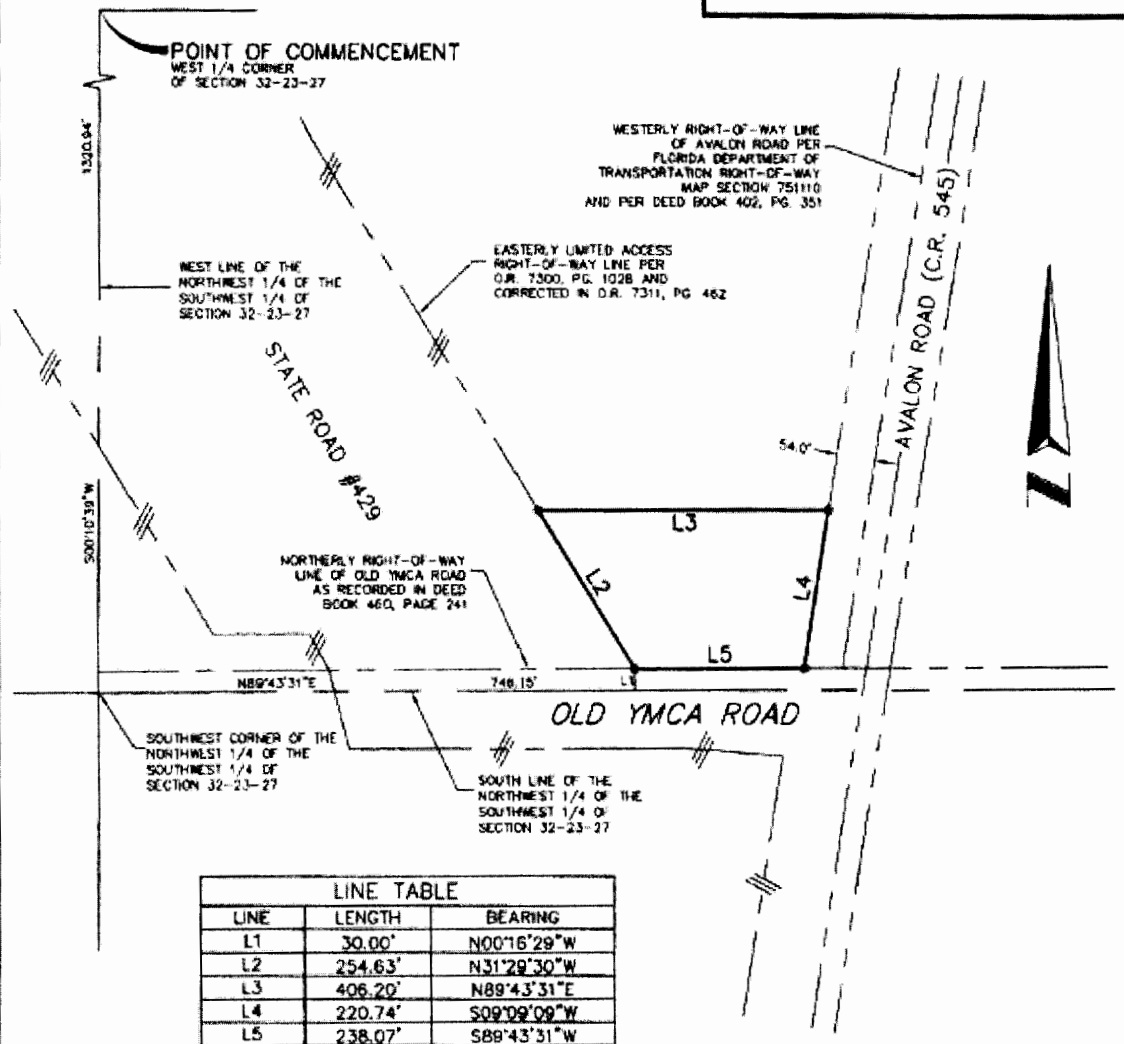 POINT OF COMMENCEMENT
WEST 1/4 CORNER
OF SECTION 32-23-27
1320.94'
S00°10'39"W
WESTERLY RIGHT-OF-WAY LINE
OF AVALON ROAD PER
FLORIDA DEPARTMENT OF
TRANSPORTATION RIGHT-OF-WAY
MAP SECTION 751110
AND PER DEED BOOK 402, PG. 351
WEST LINE OF THE
NORTHWEST 1/4 OF THE
SOUTHWEST 1/4 OF
SECTION 32-23-27
EASTERLY LIMITED ACCESS
RIGHT-OF-WAY LINE PER
O.R. 7300, PG. 1028 AND
CORRECTED IN O.R. 7311, PG 462
AVALON ROAD (C.R. 545)
STATE ROAD #429
54.0'
N
L3
L2
L4
L5
NORTHERLY RIGHT-OF-WAY
LINE OF OLD YMCA ROAD
AS RECORDED IN DEED
BOOK 460, PAGE 241
N89°43'31"E
746.15'
L1
OLD YMCA ROAD
SOUTHWEST CORNER OF THE
NORTHWEST 1/4 OF THE
SOUTHWEST 1/4 OF
SECTION 32-23-27
SOUTH LINE OF THE
NORTHWEST 1/4 OF THE
SOUTHWEST 1/4 OF
SECTION 32-23-27
LINE TABLE
LINE LENGTH BEARING
L1 30.00' N00°16'29"W
L2 254.63' N31°29'30"W
L3 406.20' N89°43'31"E
L4 220.74' S09°09'09"W
L5 238.07' S89°43'31"W